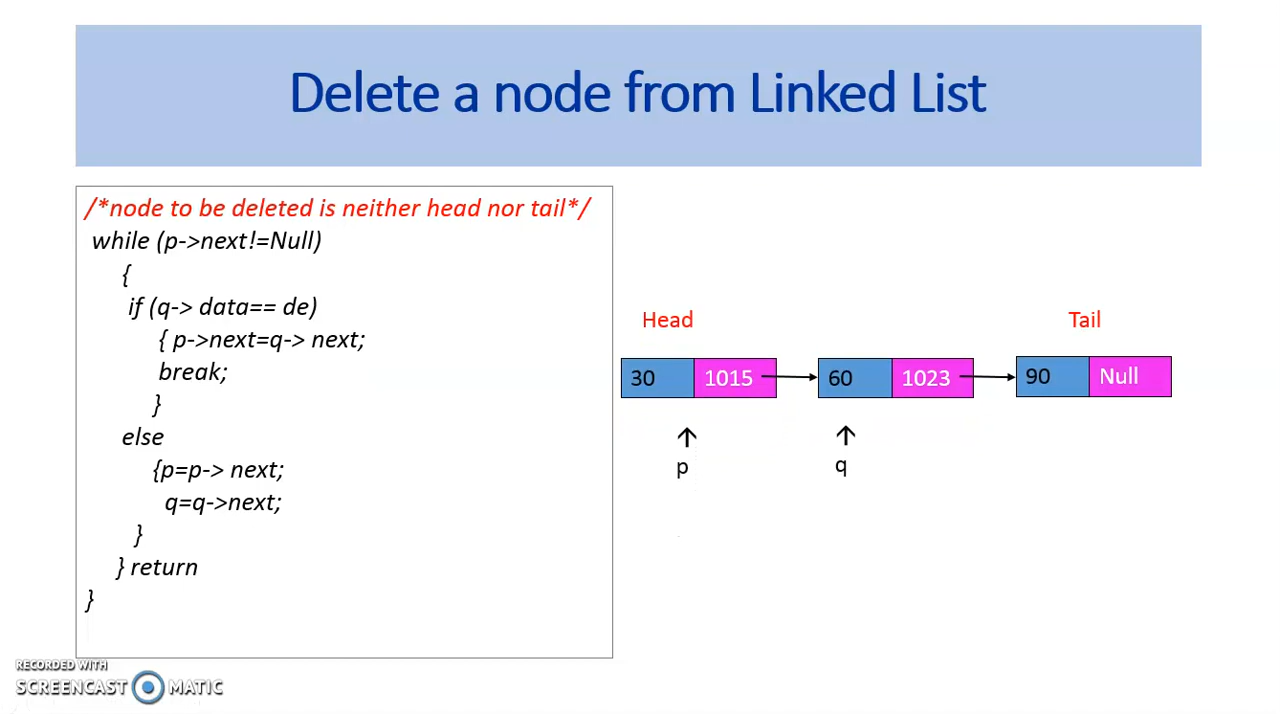 Delete a node from Linked List
/*node to be deleted is neither head nor tail*/
while (p->next!=Null)
{
if (q-> data== de)
{ p->next=q-> next;
break;
}
else
{p=p-> next;
q=q->next;
}
} return
}
Head
Tail
30 1015 60 1023 90 Null
p q
RECORDED WITH
SCREENCAST MATIC